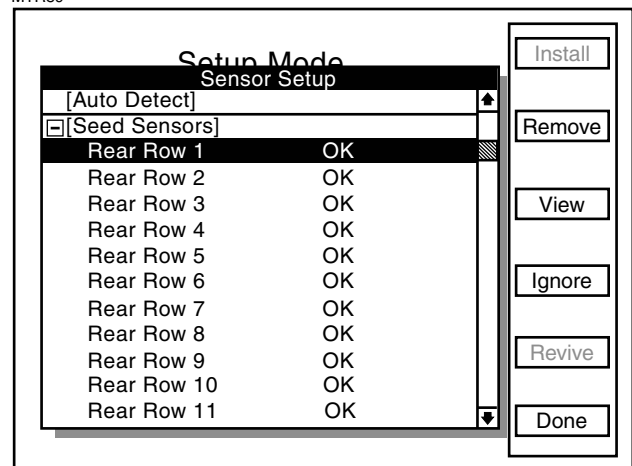 Setup Mode
Sensor Setup
[Auto Detect]
[Seed Sensors]
Rear Row 1 OK
Rear Row 2 OK
Rear Row 3 OK
Rear Row 4 OK
Rear Row 5 OK
Rear Row 6 OK
Rear Row 7 OK
Rear Row 8 OK
Rear Row 9 OK
Rear Row 10 OK
Rear Row 11 OK
Install
Remove
View
Ignore
Revive
Done